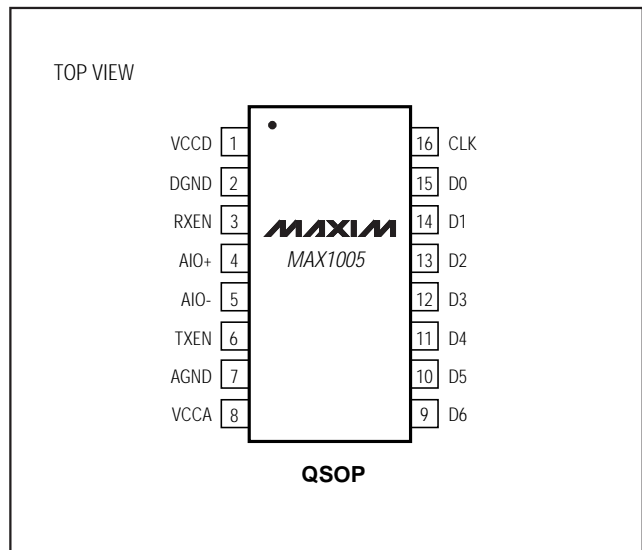 TOP VIEW
VCCD 1 16 CLK
DGND 2 15 D0
RXEN 3 14 D1
MAXIM
AIO+ 4 MAX1005 13 D2
AIO- 5 12 D3
TXEN 6 11 D4
AGND 7 10 D5
VCCA 8 9 D6
QSOP